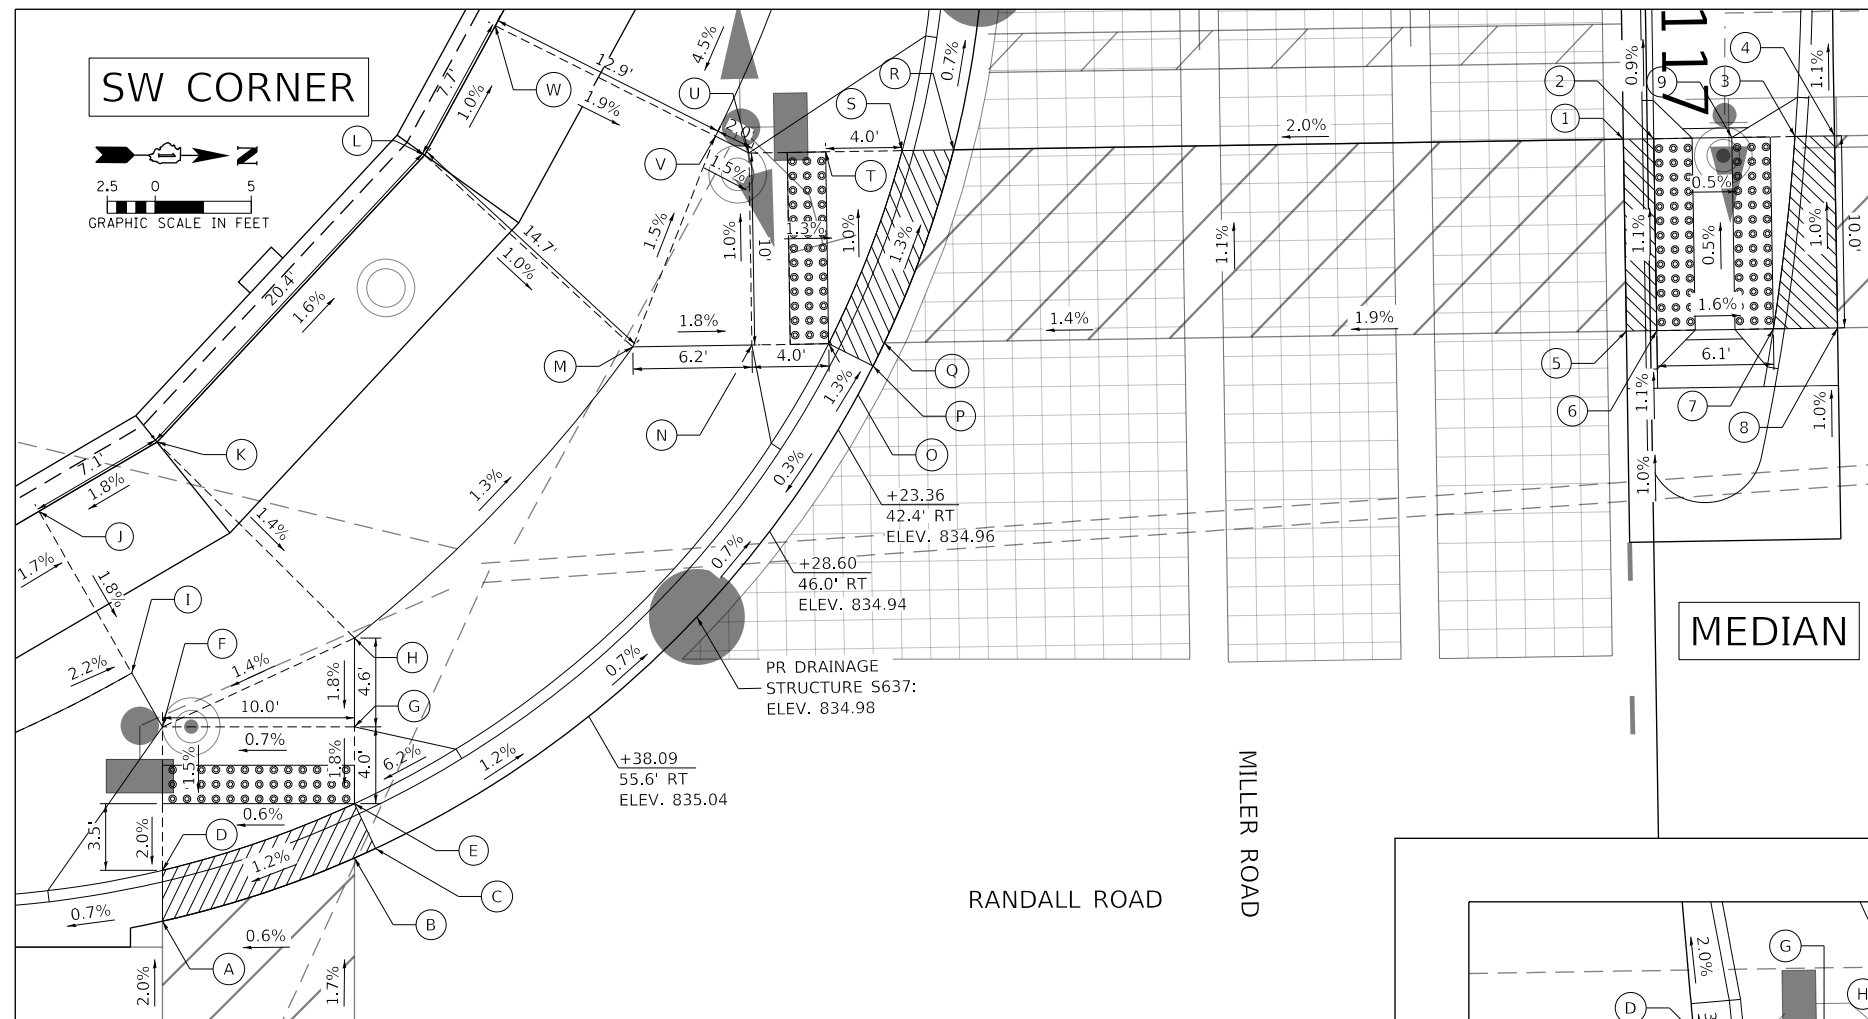 SW CORNER
N
2.5 0 5
GRAPHIC SCALE IN FEET
7.7'
1.0%
W
12.9'
1.9%
4.5%
U
2.0'
V
1.5%
L
S
R
0.7%
4.0'
T
20.4'
1.6%
14.7'
1.0%
1.5%
1.0%
10'
1.3%
1.0%
1.3%
2.0%
1.1%
1.4%
1.9%
M
1.8%
6.2'
4.0'
N
Q
P
O
1.3%
0.3%
+23.36
42.4' RT
ELEV. 834.96
0.7%
+28.60
46.0' RT
ELEV. 834.94
0.7%
PR DRAINAGE
STRUCTURE S637:
ELEV. 834.98
+38.09
55.6' RT
ELEV. 835.04
K
7.1'
1.8%
J
1.7%
1.8%
1.4%
1.3%
I
F
H
G
2.2%
1.4%
10.0'
1.8%
4.6'
0.7%
1.5%
1.8%
4.0'
6.2%
1.2%
3.5'
2.0%
D
0.6%
1.2%
E
C
B
A
0.7%
0.6%
2.0%
1.7%
RANDALL ROAD
MILLER ROAD
117
0.9%
2
9
3
4
1
1.1%
0.5%
1.1%
0.5%
1.0%
10.0'
1.6%
6.1'
5
6
7
8
1.1%
1.0%
1.0%
MEDIAN
2.0%
G
H
D